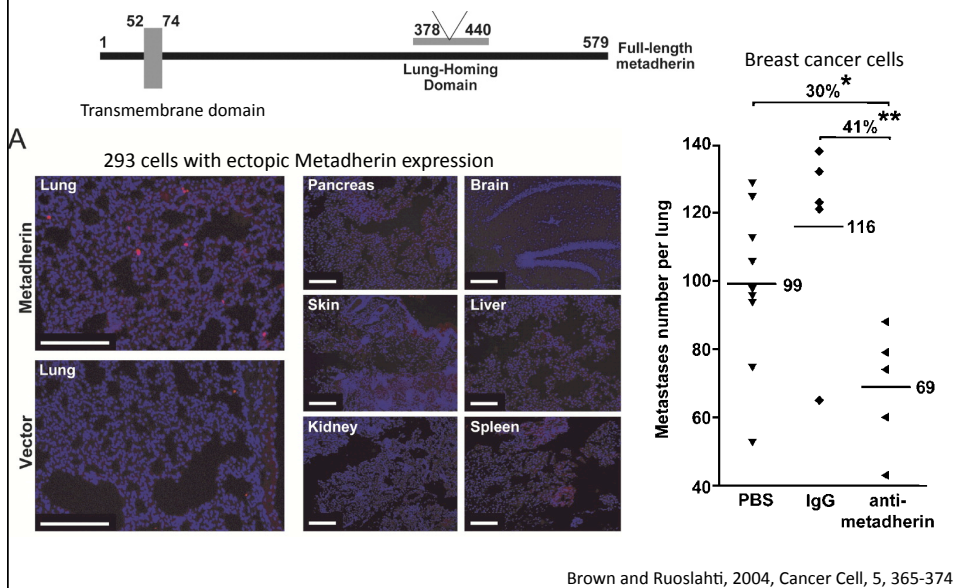 52 74
378 440
1 579
Full-length
metadherin
Lung-Homing
Domain
Transmembrane domain
A
293 cells with ectopic Metadherin expression
Metadherin
Lung
Pancreas
Brain
Skin
Liver
Vector
Lung
Kidney
Spleen
Breast cancer cells
30%*
41%**
Metastases number per lung
140
120
100
80
60
40
99
116
69
PBS
IgG
anti-
metadherin
Brown and Ruoslahti, 2004, Cancer Cell, 5, 365-374